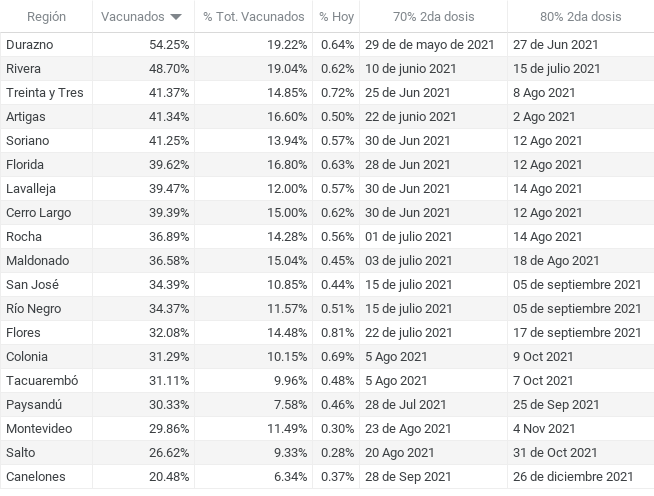 Región Vacunados % Tot. Vacunados % Hoy 70% 2da dosis 80% 2da dosis
Durazno 54.25% 19.22% 0.64% 29 de de mayo de 2021 27 de Jun 2021
Rivera 48.70% 19.04% 0.62% 10 de junio 2021 15 de julio 2021
Treinta y Tres 41.37% 14.85% 0.72% 25 de Jun 2021 8 Ago 2021
Artigas 41.34% 16.60% 0.50% 22 de junio 2021 2 Ago 2021
Soriano 41.25% 13.94% 0.57% 30 de Jun 2021 12 Ago 2021
Florida 39.62% 16.80% 0.63% 28 de Jun 2021 12 Ago 2021
Lavalleja 39.47% 12.00% 0.57% 30 de Jun 2021 14 Ago 2021
Cerro Largo 39.39% 15.00% 0.62% 30 de Jun 2021 12 Ago 2021
Rocha 36.89% 14.28% 0.56% 01 de julio 2021 14 Ago 2021
Maldonado 36.58% 15.04% 0.45% 03 de julio 2021 18 de Ago 2021
San José 34.39% 10.85% 0.44% 15 de julio 2021 05 de septiembre 2021
Río Negro 34.37% 11.57% 0.51% 15 de julio 2021 05 de septiembre 2021
Flores 32.08% 14.48% 0.81% 22 de julio 2021 17 de septiembre 2021
Colonia 31.29% 10.15% 0.69% 5 Ago 2021 9 Oct 2021
Tacuarembó 31.11% 9.96% 0.48% 5 Ago 2021 7 Oct 2021
Paysandú 30.33% 7.58% 0.46% 28 de Jul 2021 25 de Sep 2021
Montevideo 29.86% 11.49% 0.30% 23 de Ago 2021 4 Nov 2021
Salto 26.62% 9.33% 0.28% 20 Ago 2021 31 de Oct 2021
Canelones 20.48% 6.34% 0.37% 28 de Sep 2021 26 de diciembre 2021